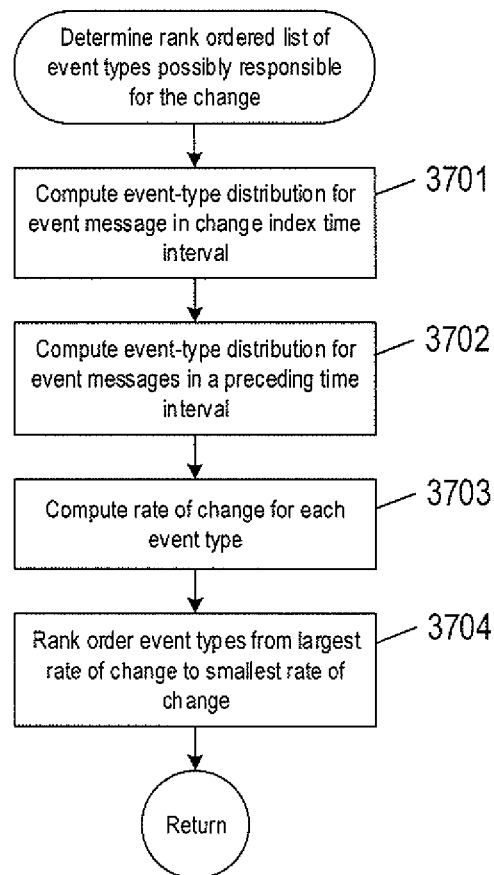 Determine rank ordered list of
event types possibly responsible
for the change
3701
Compute event-type distribution for
event message in change index time
interval
3702
Compute event-type distribution for
event messages in a preceding time
interval
3703
Compute rate of change for each
event type
3704
Rank order event types from largest
rate of change to smallest rate of
change
Return